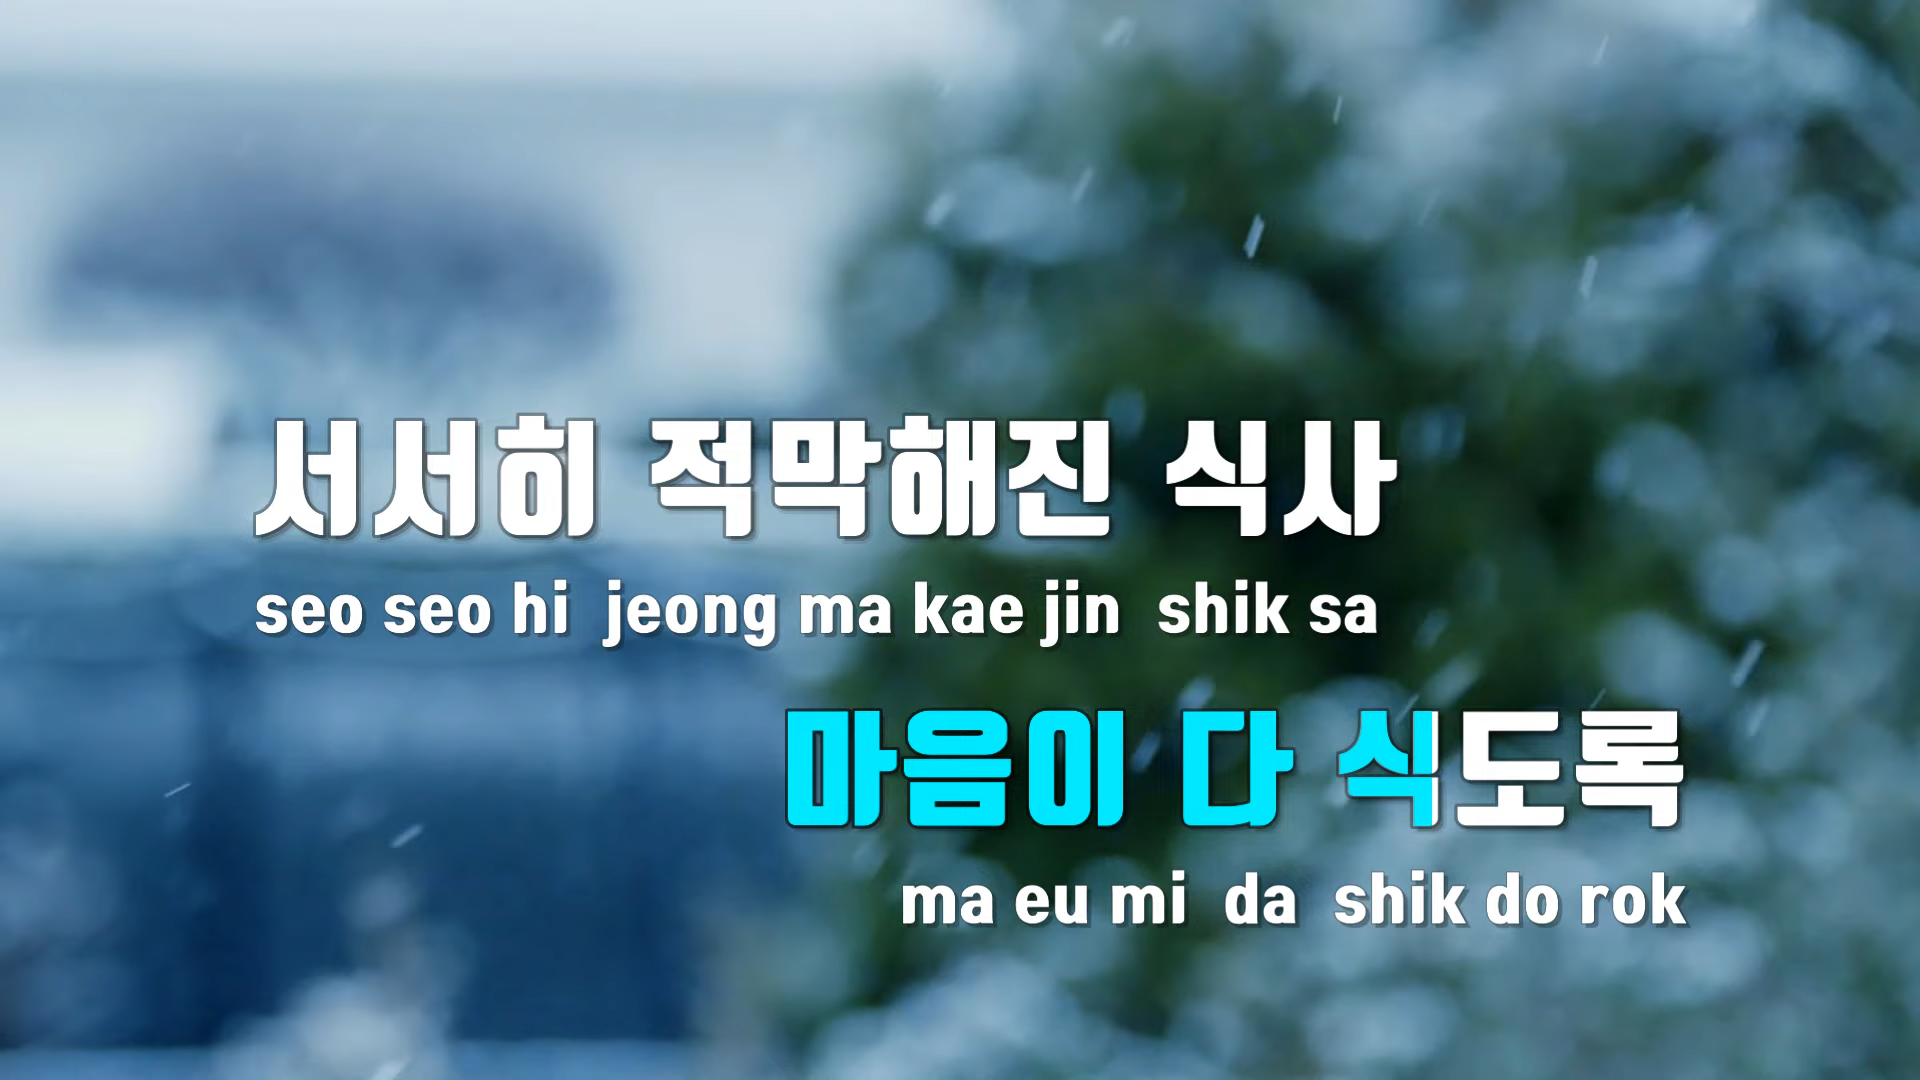 서서히 적막해진 식사
seo seo hi jeong ma kae jin shik sa
마음이 다 식도록
ma eu mi da shik do rok